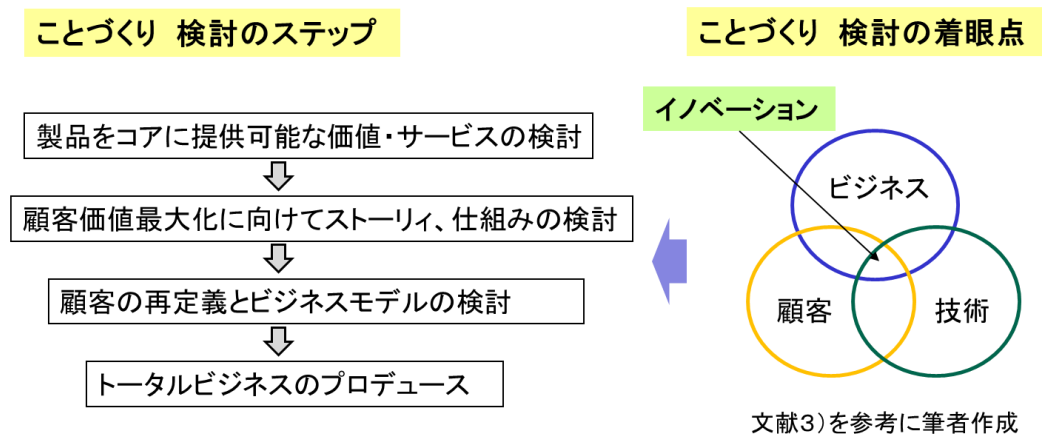 ことづくり 検討のステップ
製品をコアに提供可能な価値・サービスの検討
顧客価値最大化に向けてストーリィ、仕組みの検討
顧客の再定義とビジネスモデルの検討
トータルビジネスのプロデュース
ことづくり 検討の着眼点
イノベーション
ビジネス
顧客
技術
文献3)を参考に筆者作成